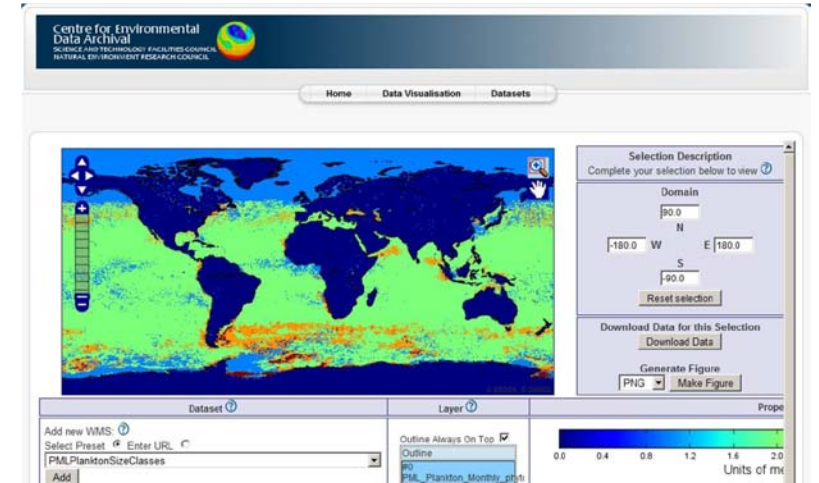 Centre for Environmental
Data Archival
SCIENCE AND TECHNOLOGY FACILITIES COUNCIL
NATURAL ENVIRONMENT RESEARCH COUNCIL
Home Data Visualisation Datasets
Selection Description
Complete your selection below to view ?
Domain
90.0
N
-180.0 W E 180.0
S
-90.0
Reset selection
Download Data for this Selection
Download Data
Generate Figure
PNG Make Figure
Dataset ? Layer ? Prope
Add new WMS: ?
Select Preset Enter URL
PMLPlanktonSizeClasses
Add
Outline Always On Top
Outline
#0
PML_Plankton_Monthly_phyt
0.0 0.4 0.8 1.2 1.6 2.0
Units of me